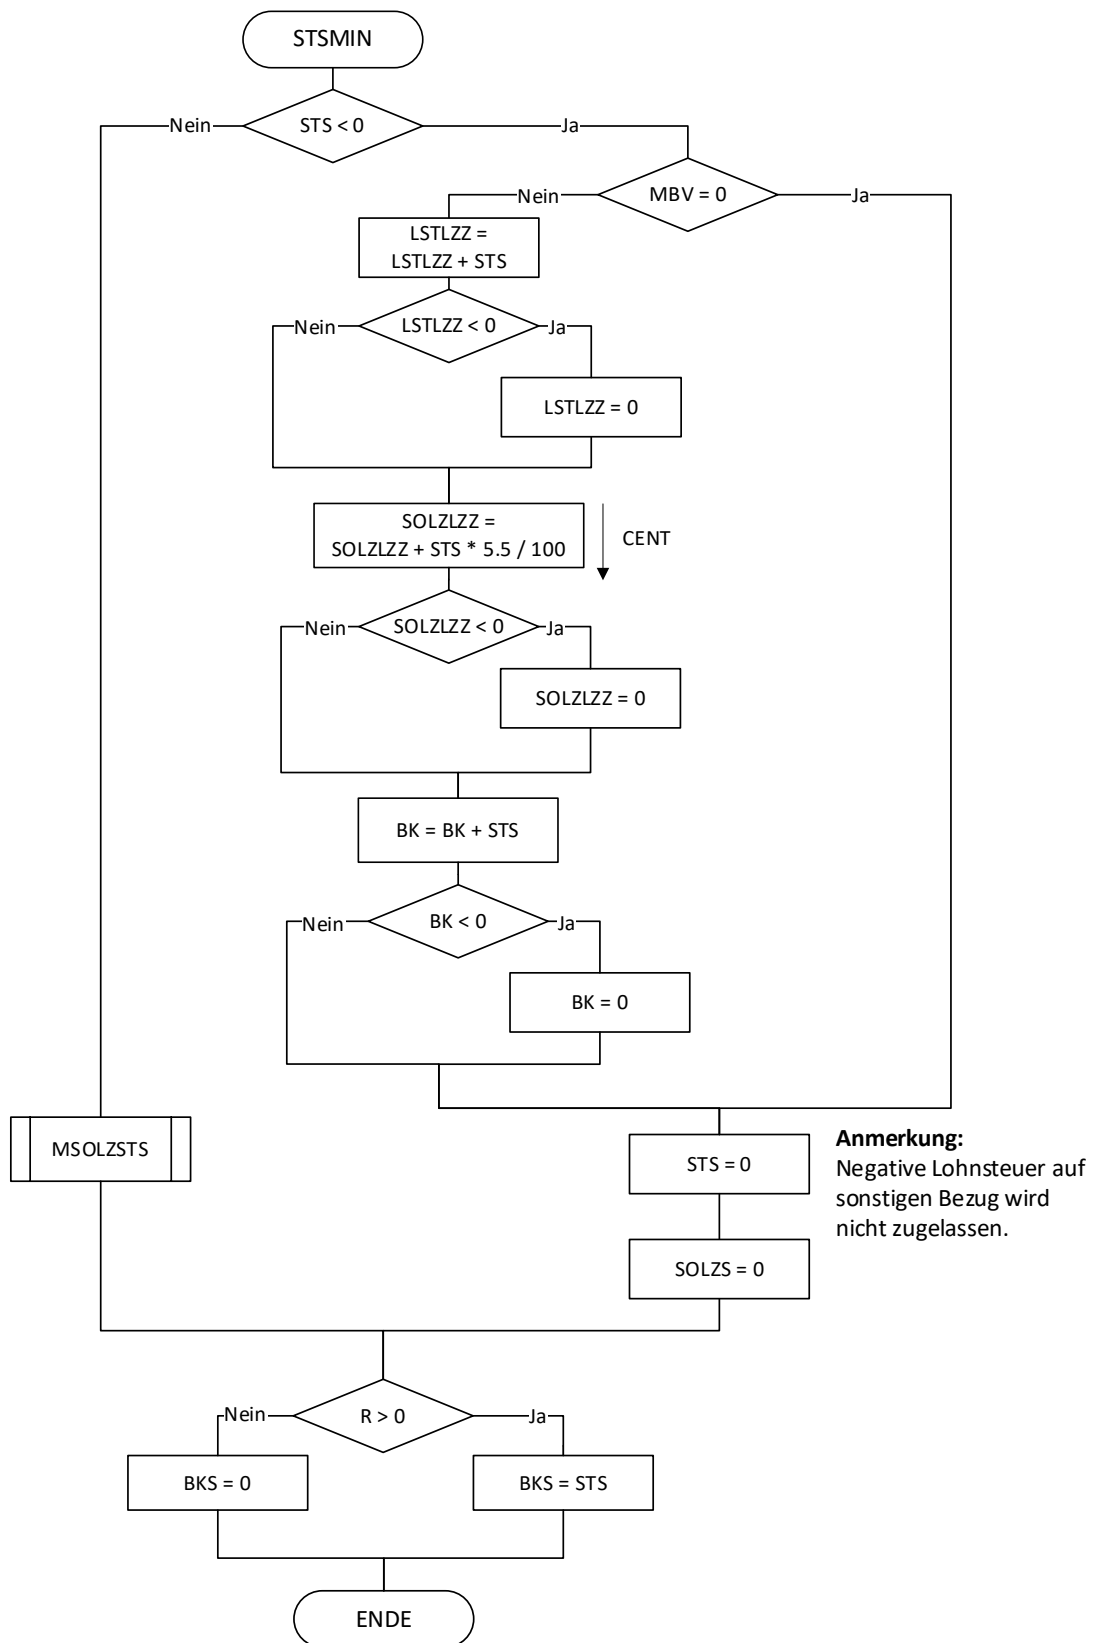 STSMIN
Nein
STS < 0
Ja
Nein
MBV = 0
Ja
LSTLZZ =
LSTLZZ + STS
Nein
LSTLZZ < 0
Ja
LSTLZZ = 0
SOLZLZZ =
SOLZLZZ + STS * 5.5 / 100
CENT
Nein
SOLZLZZ < 0
Ja
SOLZLZZ = 0
BK = BK + STS
Nein
BK < 0
Ja
BK = 0
MSOLZSTS
STS = 0
Anmerkung:
Negative Lohnsteuer auf
sonstigen Bezug wird
nicht zugelassen.
SOLZS = 0
Nein
R > 0
Ja
BKS = 0
BKS = STS
ENDE